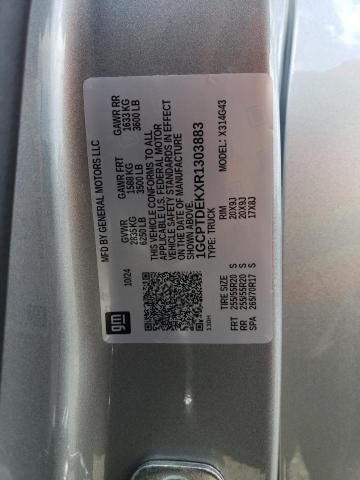 MFD BY GENERAL MOTORS LLC
10/24
GVWR
2835 KG
6250 LB
GAWR FRT
1588 KG
3500 LB
GAWR RR
1633 KG
3600 LB
THIS VEHICLE CONFORMS TO ALL
APPLICABLE U.S. FEDERAL MOTOR
VEHICLE SAFETY STANDARDS IN EFFECT
ON THE DATE OF MANUFACTURE
SHOWN ABOVE.
1GCPTDEKXR1303883
TYPE: TRUCK
MODEL: X314G43
gm
TIRE SIZE RIM
FRT 255/55R20 S 20X9J
RR 255/55R20 S 20X9J
SPA 265/70R17 S 17X8J